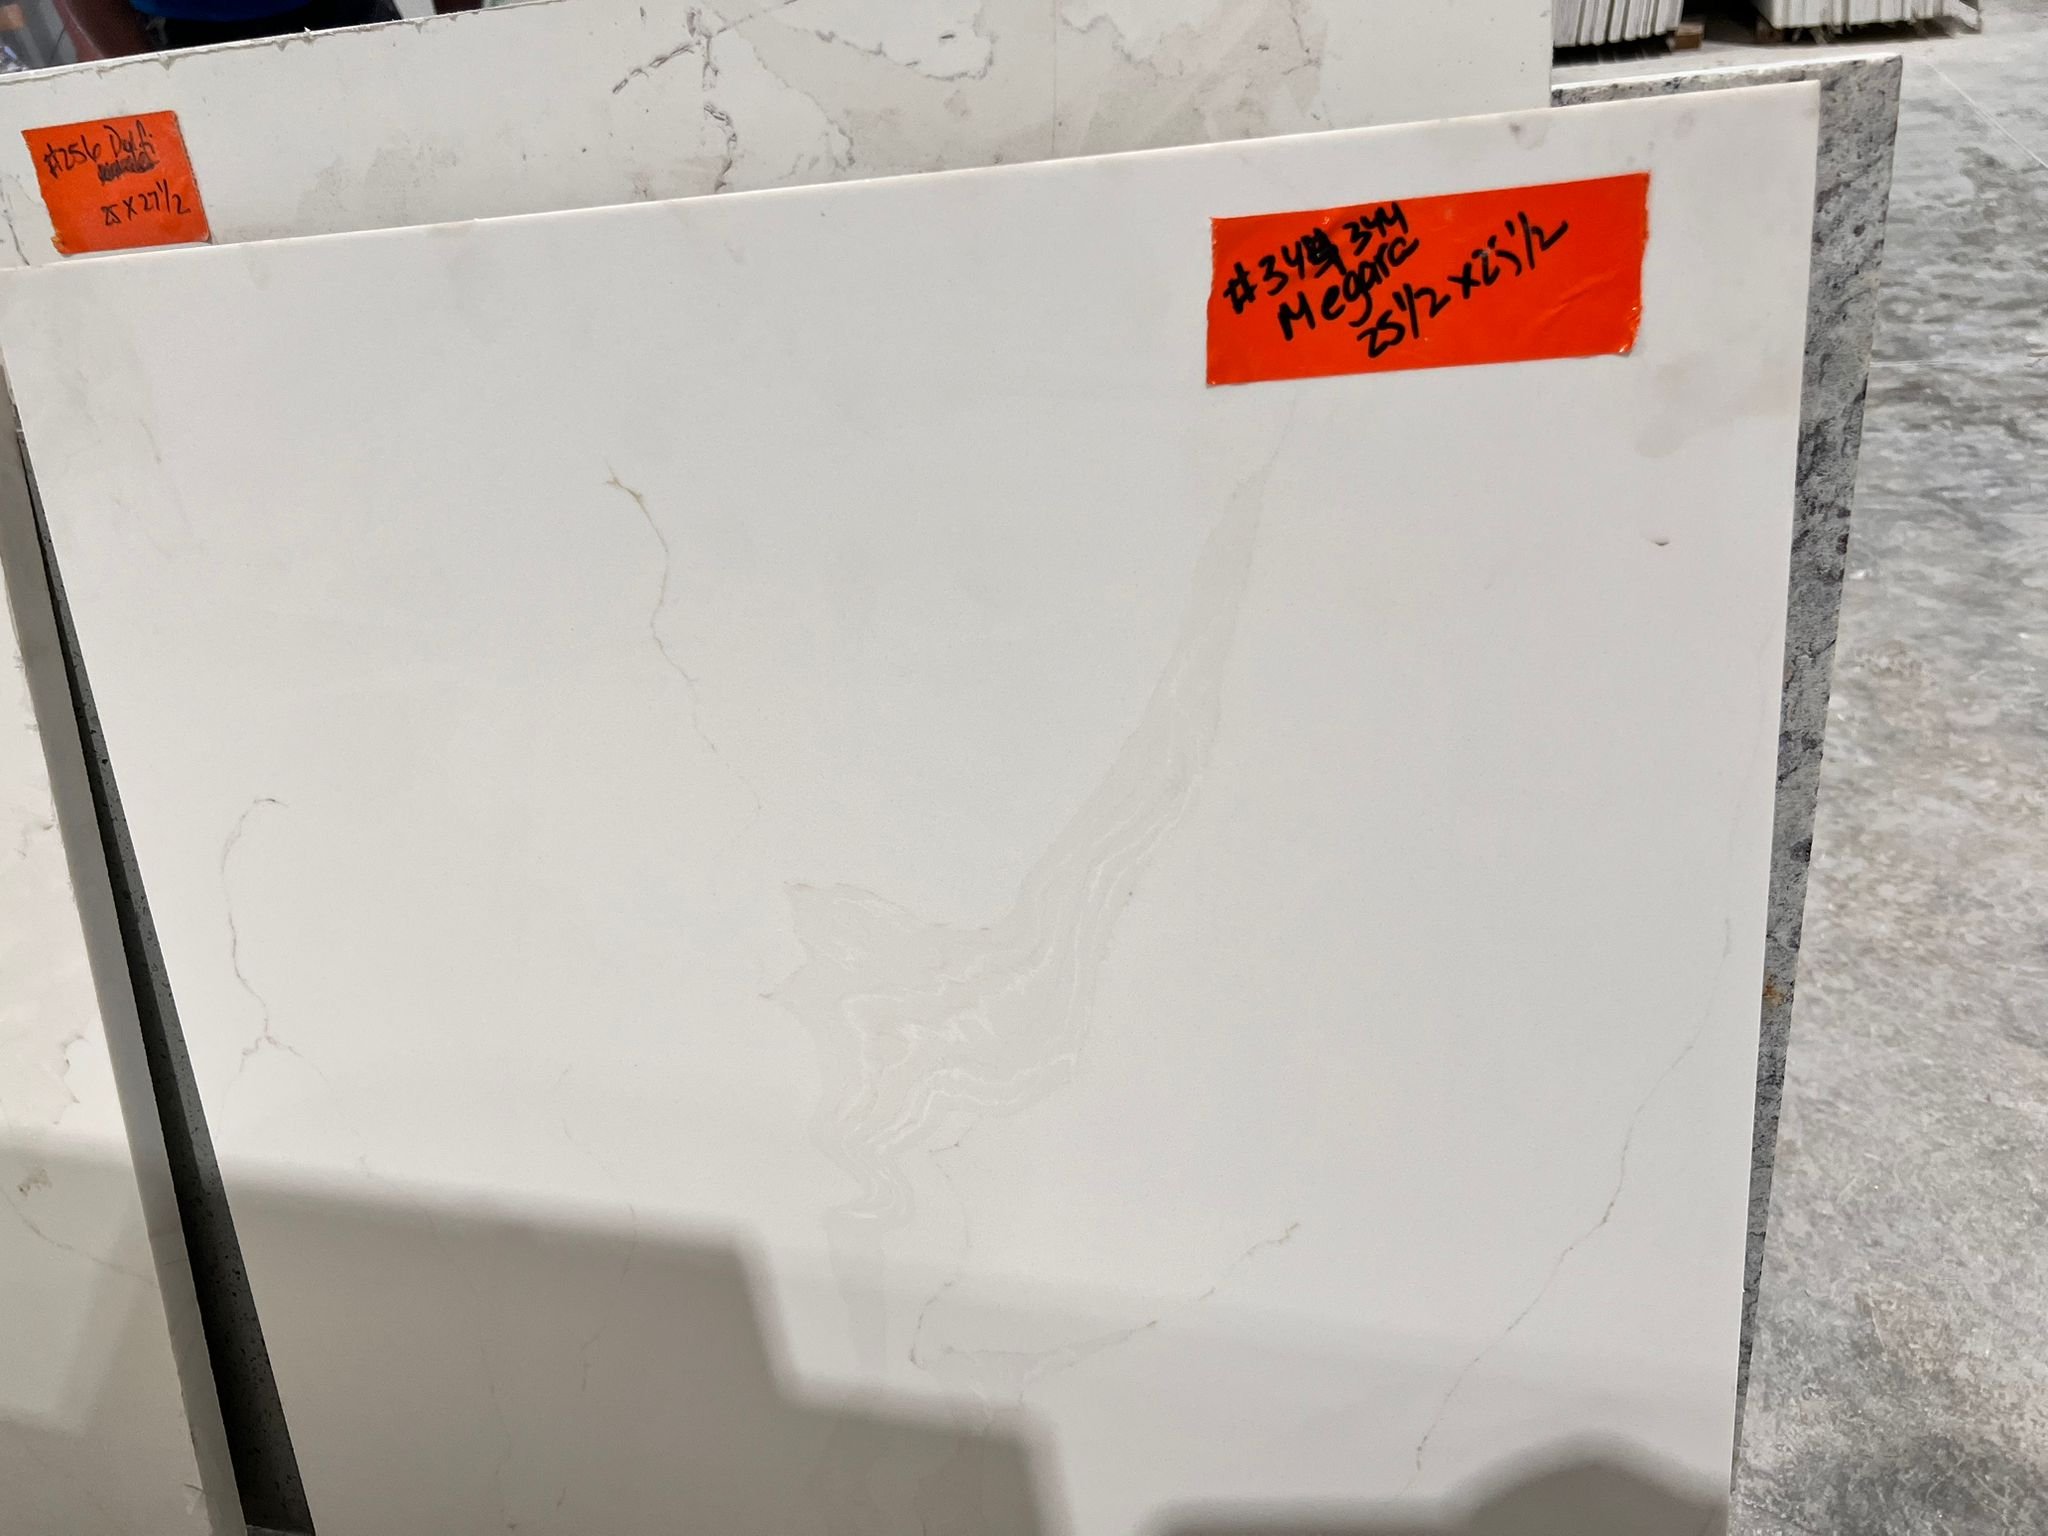 #256 Delfi
25 X 27 1/2
#344 344
Megara
25 1/2 x 25 1/2